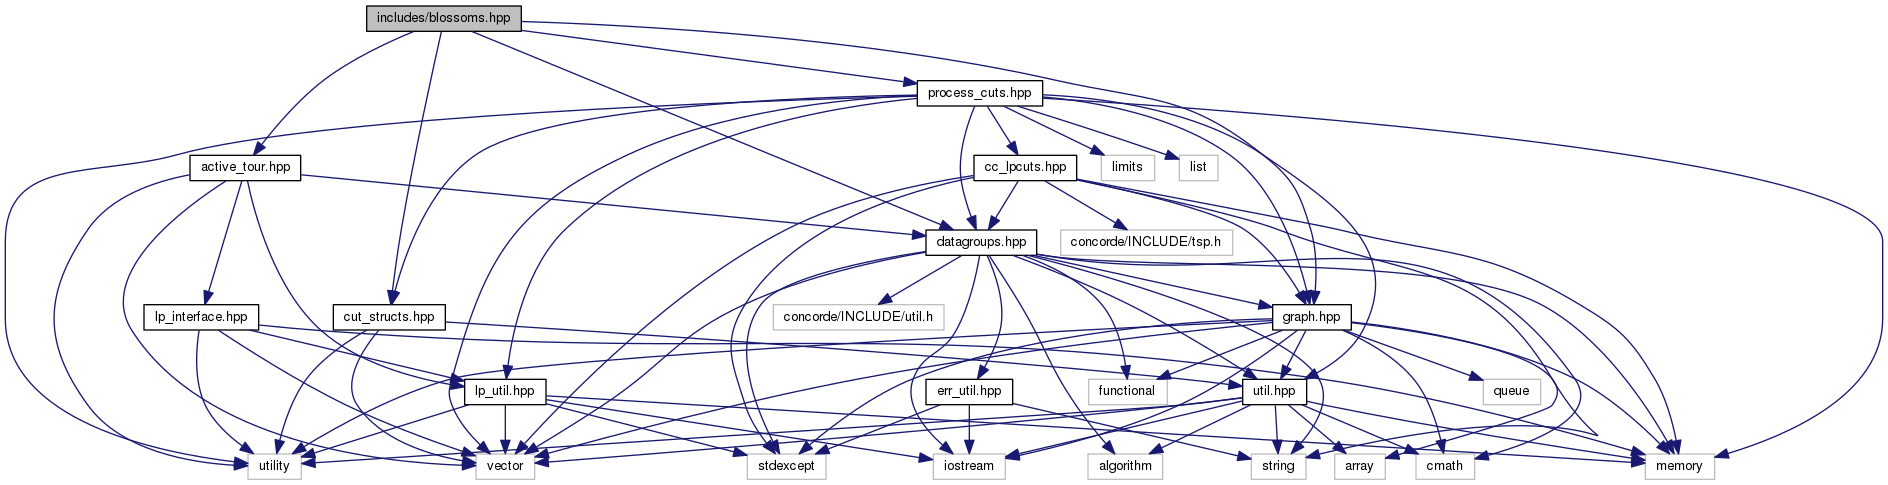 includes/blossoms.hpp
process_cuts.hpp
active_tour.hpp
cc_lpcuts.hpp
limits
list
datagroups.hpp
concorde/INCLUDE/tsp.h
lp_interface.hpp
cut_structs.hpp
concorde/INCLUDE/util.h
graph.hpp
lp_util.hpp
err_util.hpp
functional
util.hpp
queue
utility
vector
stdexcept
iostream
algorithm
string
array
cmath
memory